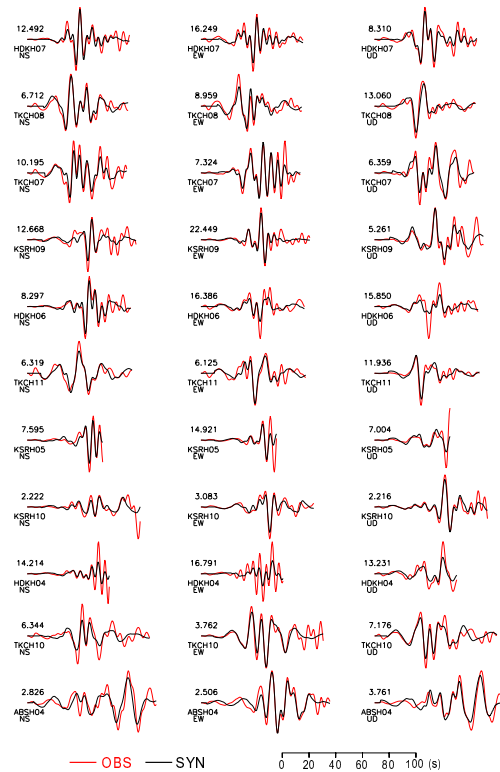 12.492 16.249 8.310
HDKH07 HDKH07 HDKH07
NS EW UD
6.712 8.959 13.060
TKCH08 TKCH08 TKCH08
NS EW UD
10.195 7.324 6.359
TKCH07 TKCH07 TKCH07
NS EW UD
12.668 22.449 5.261
KSRH09 KSRH09 KSRH09
NS EW UD
8.297 16.386 15.850
HDKH06 HDKH06 HDKH06
NS EW UD
6.319 6.125 11.936
TKCH11 TKCH11 TKCH11
NS EW UD
7.595 14.921 7.004
KSRH05 KSRH05 KSRH05
NS EW UD
2.222 3.083 2.216
KSRH10 KSRH10 KSRH10
NS EW UD
14.214 16.791 13.231
HDKH04 HDKH04 HDKH04
NS EW UD
6.344 3.762 7.176
TKCH10 TKCH10 TKCH10
NS EW UD
2.826 2.506 3.761
ABSH04 ABSH04 ABSH04
NS EW UD
OBS SYN
0 20 40 60 80 100 (s)